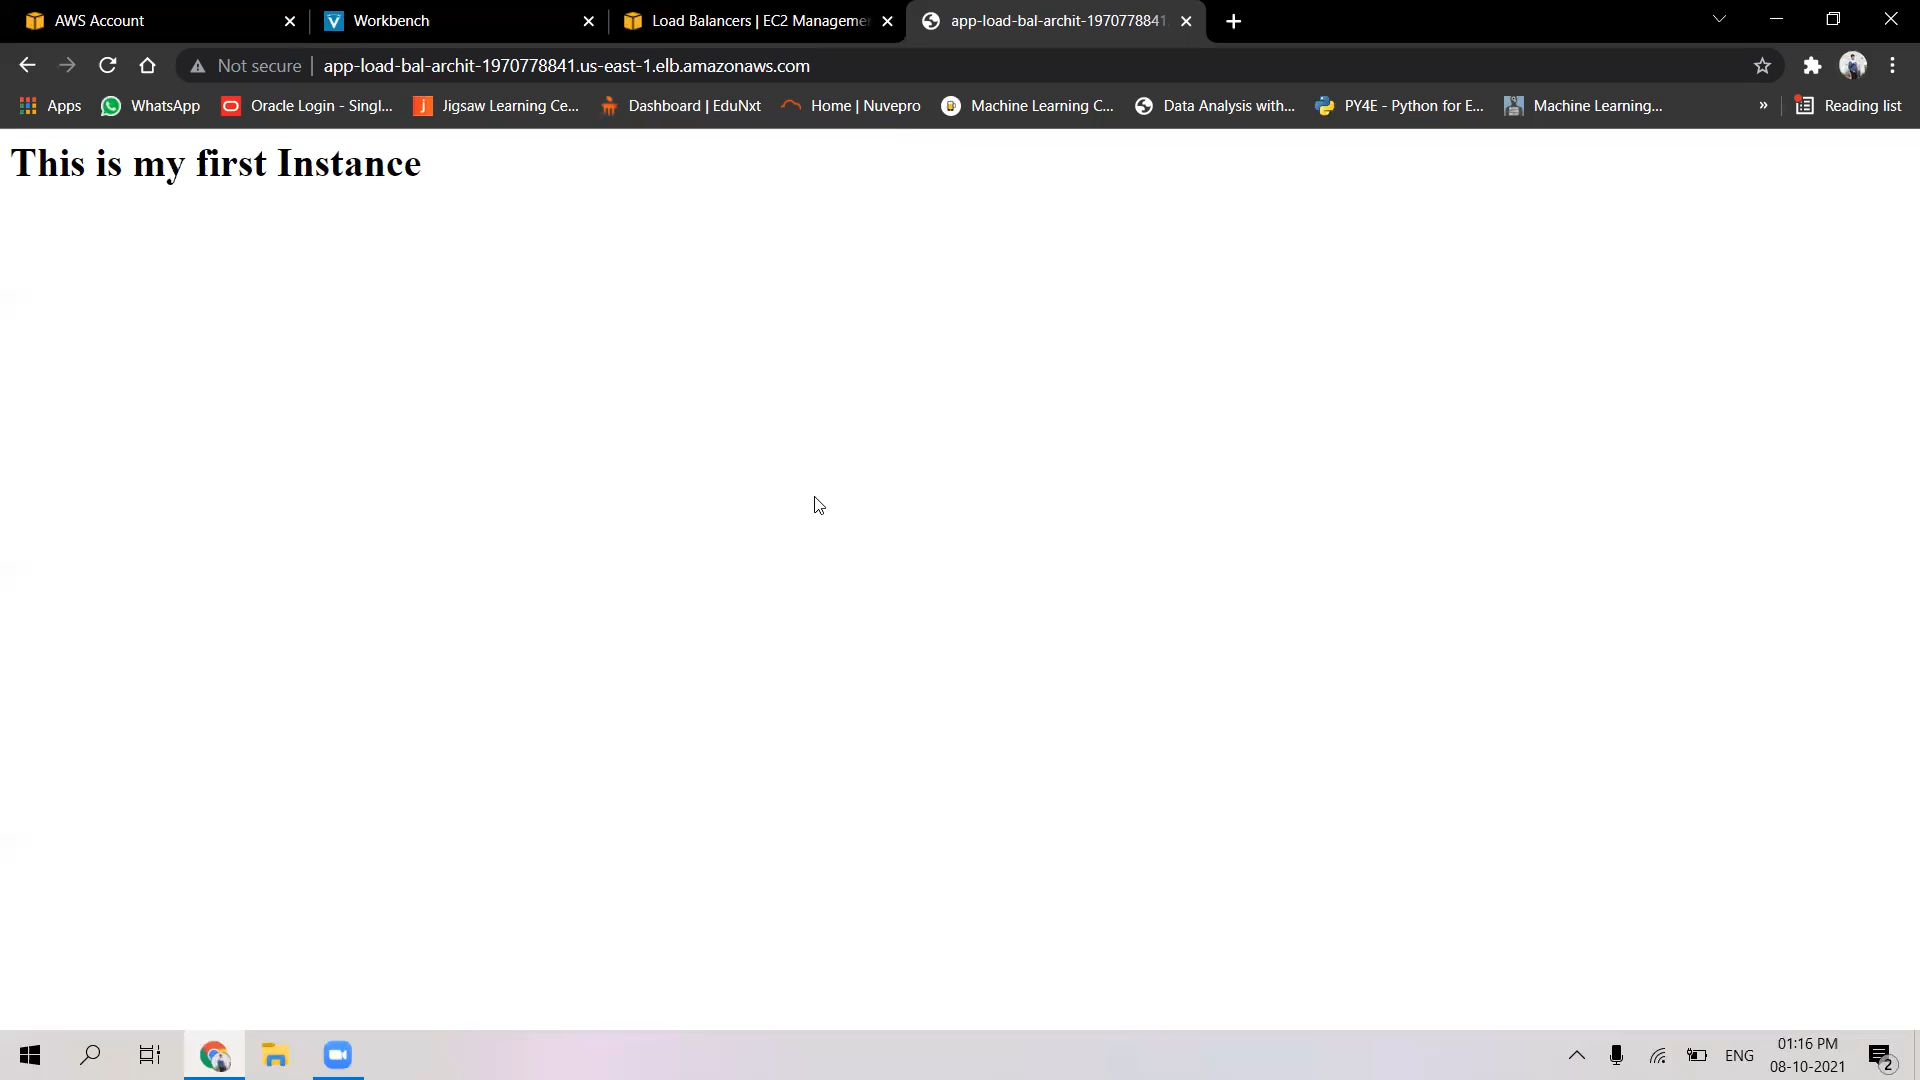 AWS Account
Workbench
Load Balancers | EC2 Manageme
app-load-bal-archit-1970778841
Not secure
app-load-bal-archit-1970778841.us-east-1.elb.amazonaws.com
Apps
WhatsApp
Oracle Login - Singl...
Jigsaw Learning Ce...
Dashboard | EduNxt
Home | Nuvepro
Machine Learning C...
Data Analysis with...
PY4E - Python for E...
Machine Learning...
»
Reading list
This is my first Instance
ENG
01:16 PM
08-10-2021
2